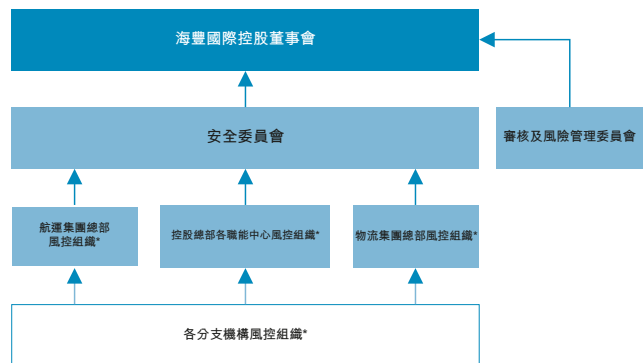 海豐國際控股董事會
安全委員會
審核及風險管理委員會
航運集團總部
風控組織*
控股總部各職能中心風控組織*
物流集團總部風控組織*
各分支機構風控組織*